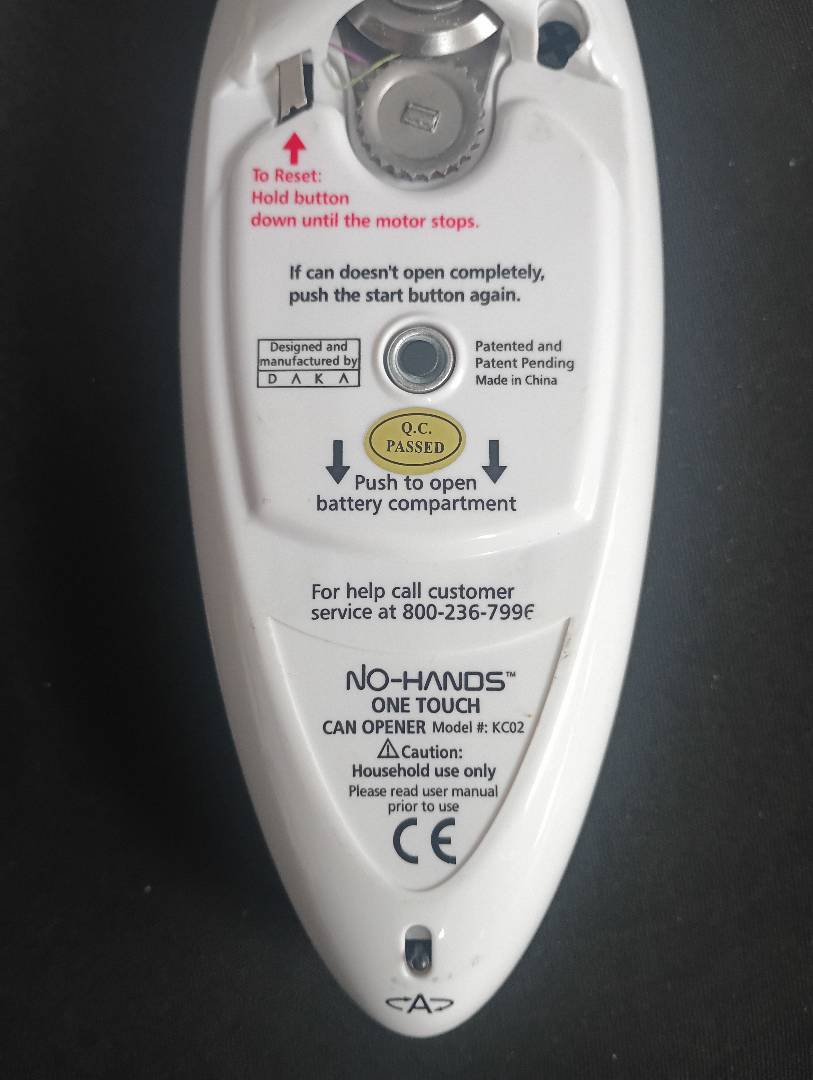 To Reset:
Hold button
down until the motor stops.
If can doesn't open completely,
push the start button again.
Designed and
manufactured by
DAKA
Patented and
Patent Pending
Made in China
Q.C.
PASSED
Push to open
battery compartment
For help call customer
service at 800-236-799€
NO-HANDS™
ONE TOUCH
CAN OPENER Model #: KC02
Caution:
Household use only
Please read user manual
prior to use
CE
A